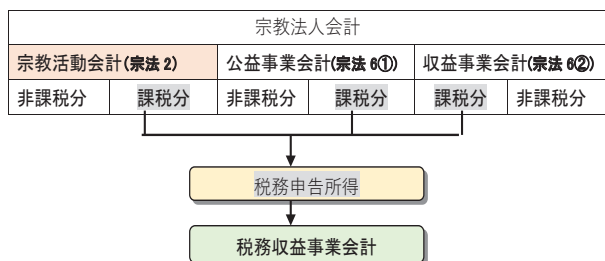 宗教法人会計
宗教活動会計(宗法 2) 公益事業会計(宗法 6①) 収益事業会計(宗法 6②)
非課税分 課税分 非課税分 課税分 課税分 非課税分
税務申告所得
税務収益事業会計